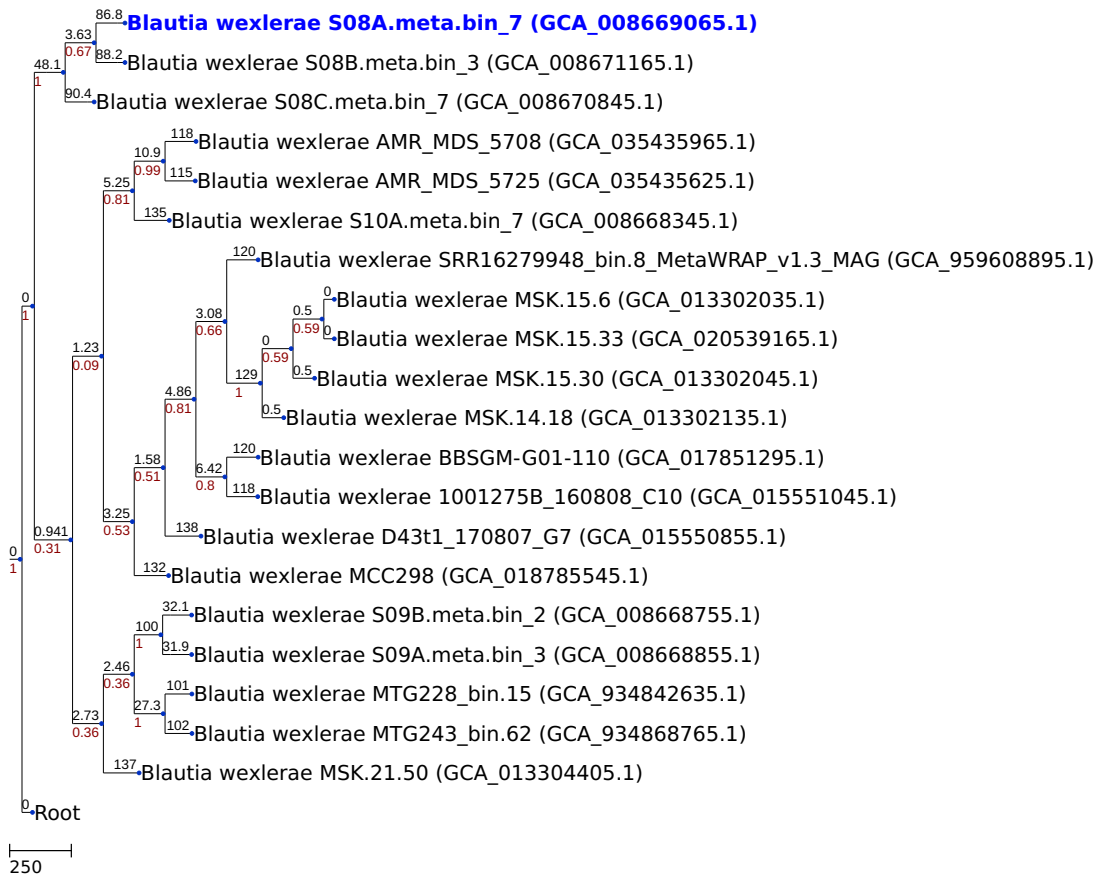 86.8
Blautia wexlerae S08A.meta.bin_7 (GCA_008669065.1)
3.63
0.67
88.2
Blautia wexlerae S08B.meta.bin_3 (GCA_008671165.1)
48.1
1
90.4
Blautia wexlerae S08C.meta.bin_7 (GCA_008670845.1)
118
Blautia wexlerae AMR_MDS_5708 (GCA_035435965.1)
10.9
0.99
115
Blautia wexlerae AMR_MDS_5725 (GCA_035435625.1)
5.25
0.81
135
Blautia wexlerae S10A.meta.bin_7 (GCA_008668345.1)
120
Blautia wexlerae SRR16279948_bin.8_MetaWRAP_v1.3_MAG (GCA_959608895.1)
0
1
0
Blautia wexlerae MSK.15.6 (GCA_013302035.1)
3.08
0.66
0.5
0.59
0
Blautia wexlerae MSK.15.33 (GCA_020539165.1)
1.23
0.09
0
0.59
0.5
Blautia wexlerae MSK.15.30 (GCA_013302045.1)
129
1
4.86
0.81
0.5
Blautia wexlerae MSK.14.18 (GCA_013302135.1)
120
Blautia wexlerae BBSGM-G01-110 (GCA_017851295.1)
1.58
0.51
6.42
0.8
118
Blautia wexlerae 1001275B_160808_C10 (GCA_015551045.1)
3.25
0.53
138
Blautia wexlerae D43t1_170807_G7 (GCA_015550855.1)
0.941
0.31
0
1
132
Blautia wexlerae MCC298 (GCA_018785545.1)
32.1
Blautia wexlerae S09B.meta.bin_2 (GCA_008668755.1)
100
1
31.9
Blautia wexlerae S09A.meta.bin_3 (GCA_008668855.1)
2.46
0.36
101
Blautia wexlerae MTG228_bin.15 (GCA_934842635.1)
27.3
1
2.73
0.36
102
Blautia wexlerae MTG243_bin.62 (GCA_934868765.1)
137
Blautia wexlerae MSK.21.50 (GCA_013304405.1)
0
Root
250